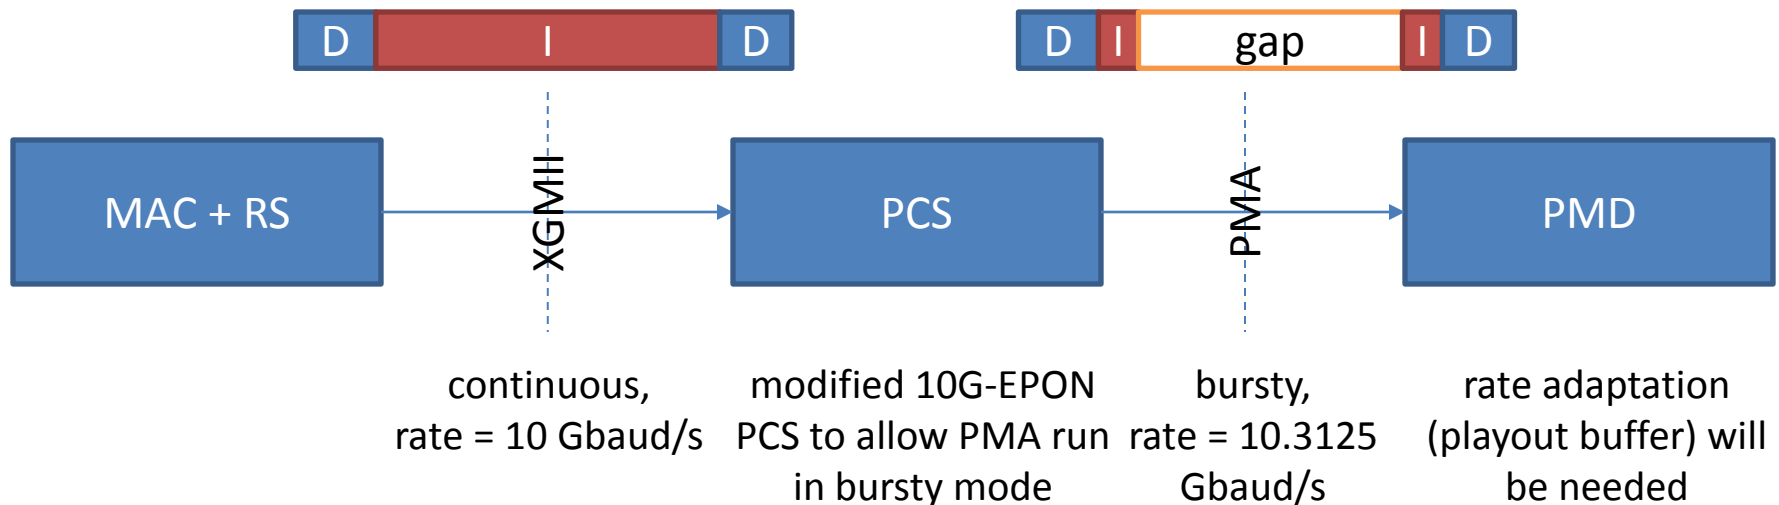 D I D
D I gap I D
MAC + RS
XGMII
PCS
PMA
PMD
continuous,
rate = 10 Gbaud/s
modified 10G-EPON
PCS to allow PMA run
in bursty mode
bursty,
rate = 10.3125
Gbaud/s
rate adaptation
(playout buffer) will
be needed